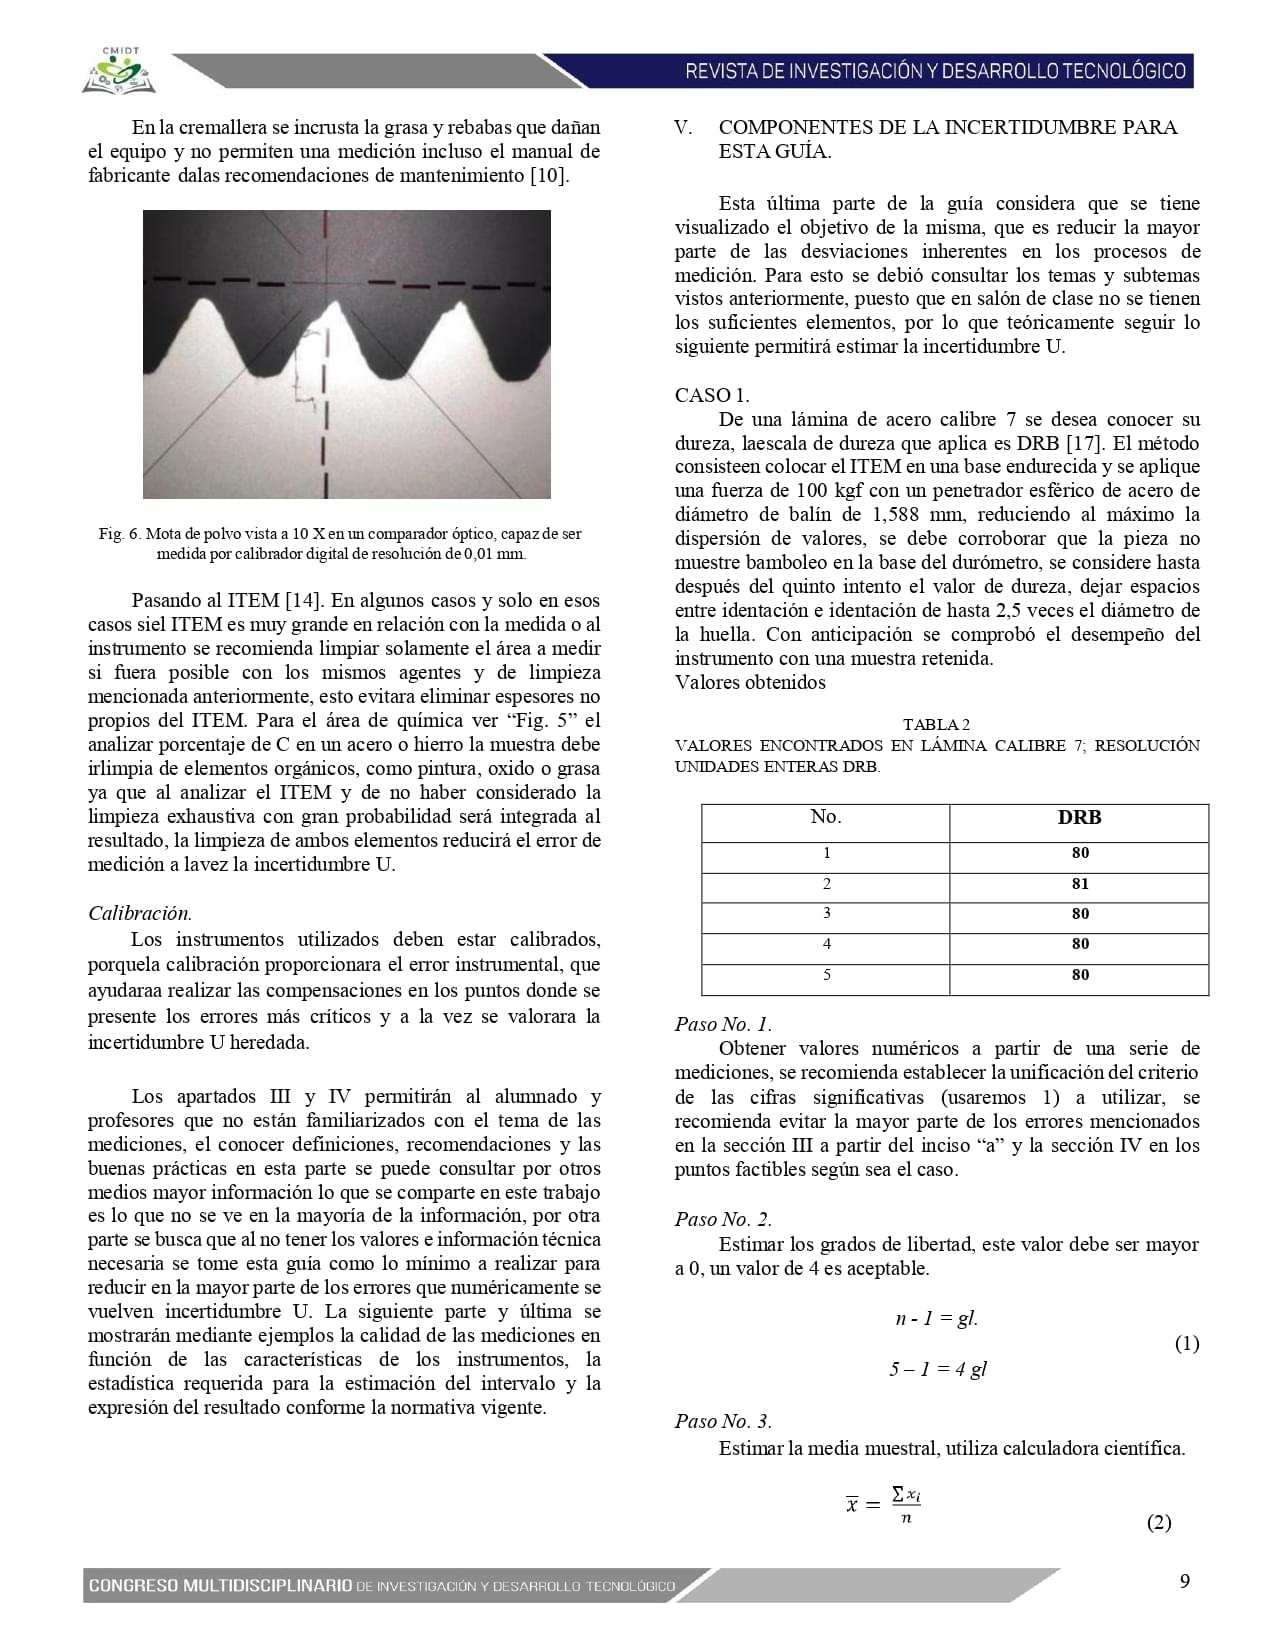 CMIDT
REVISTA DE INVESTIGACIÓN Y DESARROLLO TECNOLÓGICO
En la cremallera se incrusta la grasa y rebabas que dañan
el equipo y no permiten una medición incluso el manual de
fabricante dalas recomendaciones de mantenimiento [10].
Fig. 6. Mota de polvo vista a 10 X en un comparador óptico, capaz de ser
medida por calibrador digital de resolución de 0,01 mm.
Pasando al ITEM [14]. En algunos casos y solo en esos
casos siel ITEM es muy grande en relación con la medida o al
instrumento se recomienda limpiar solamente el área a medir
si fuera posible con los mismos agentes y de limpieza
mencionada anteriormente, esto evitara eliminar espesores no
propios del ITEM. Para el área de química ver “Fig. 5” el
analizar porcentaje de C en un acero o hierro la muestra debe
irlimpia de elementos orgánicos, como pintura, oxido o grasa
ya que al analizar el ITEM y de no haber considerado la
limpieza exhaustiva con gran probabilidad será integrada al
resultado, la limpieza de ambos elementos reducirá el error de
medición a lavez la incertidumbre U.
Calibración.
Los instrumentos utilizados deben estar calibrados,
porquela calibración proporcionara el error instrumental, que
ayudaraa realizar las compensaciones en los puntos donde se
presente los errores más críticos y a la vez se valorara la
incertidumbre U heredada.
Los apartados III y IV permitirán al alumnado y
profesores que no están familiarizados con el tema de las
mediciones, el conocer definiciones, recomendaciones y las
buenas prácticas en esta parte se puede consultar por otros
medios mayor información lo que se comparte en este trabajo
es lo que no se ve en la mayoría de la información, por otra
parte se busca que al no tener los valores e información técnica
necesaria se tome esta guía como lo mínimo a realizar para
reducir en la mayor parte de los errores que numéricamente se
vuelven incertidumbre U. La siguiente parte y última se
mostrarán mediante ejemplos la calidad de las mediciones en
función de las características de los instrumentos, la
estadística requerida para la estimación del intervalo y la
expresión del resultado conforme la normativa vigente.
V. COMPONENTES DE LA INCERTIDUMBRE PARA
ESTA GUÍA.
Esta última parte de la guía considera que se tiene
visualizado el objetivo de la misma, que es reducir la mayor
parte de las desviaciones inherentes en los procesos de
medición. Para esto se debió consultar los temas y subtemas
vistos anteriormente, puesto que en salón de clase no se tienen
los suficientes elementos, por lo que teóricamente seguir lo
siguiente permitirá estimar la incertidumbre U.
CASO 1.
De una lámina de acero calibre 7 se desea conocer su
dureza, laescala de dureza que aplica es DRB [17]. El método
consisteen colocar el ITEM en una base endurecida y se aplique
una fuerza de 100 kgf con un penetrador esférico de acero de
diámetro de balín de 1,588 mm, reduciendo al máximo la
dispersión de valores, se debe corroborar que la pieza no
muestre bamboleo en la base del durómetro, se considere hasta
después del quinto intento el valor de dureza, dejar espacios
entre identación e identación de hasta 2,5 veces el diámetro de
la huella. Con anticipación se comprobó el desempeño del
instrumento con una muestra retenida.
Valores obtenidos
TABLA 2
VALORES ENCONTRADOS EN LÁMINA CALIBRE 7; RESOLUCIÓN
UNIDADES ENTERAS DRB.
No. DRB
1 80
2 81
3 80
4 80
5 80
Paso No. 1.
Obtener valores numéricos a partir de una serie de
mediciones, se recomienda establecer la unificación del criterio
de las cifras significativas (usaremos 1) a utilizar, se
recomienda evitar la mayor parte de los errores mencionados
en la sección III a partir del inciso “a” y la sección IV en los
puntos factibles según sea el caso.
Paso No. 2.
Estimar los grados de libertad, este valor debe ser mayor
a 0, un valor de 4 es aceptable.
n - 1 = gl.
(1)
5 – 1 = 4 gl
Paso No. 3.
Estimar la media muestral, utiliza calculadora científica.
x̅ = ∑xᵢ / n
(2)
CONGRESO MULTIDISCIPLINARIO DE INVESTIGACIÓN Y DESARROLLO TECNOLÓGICO
9